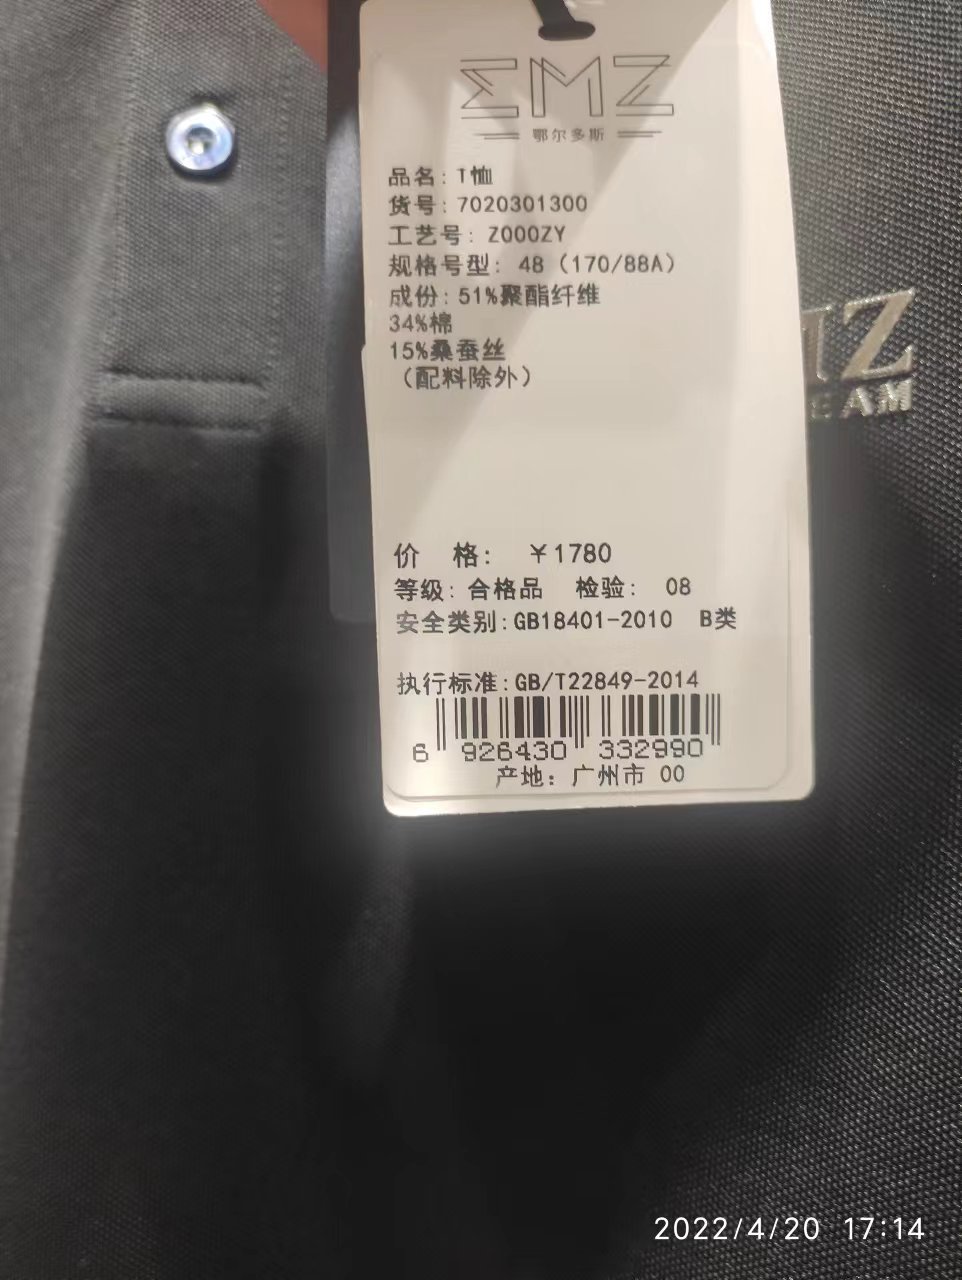 EMZ
鄂尔多斯
品名: T恤
货号: 7020301300
工艺号: Z000ZY
规格号型: 48 (170/88A)
成份: 51%聚酯纤维
34%棉
15%桑蚕丝
(配料除外)
MZ
EAM
价 格: ￥1780
等级: 合格品 检验: 08
安全类别:GB18401-2010 B类
执行标准:GB/T22849-2014
6 926430 332990
产地: 广州市 00
2022/4/20 17:14